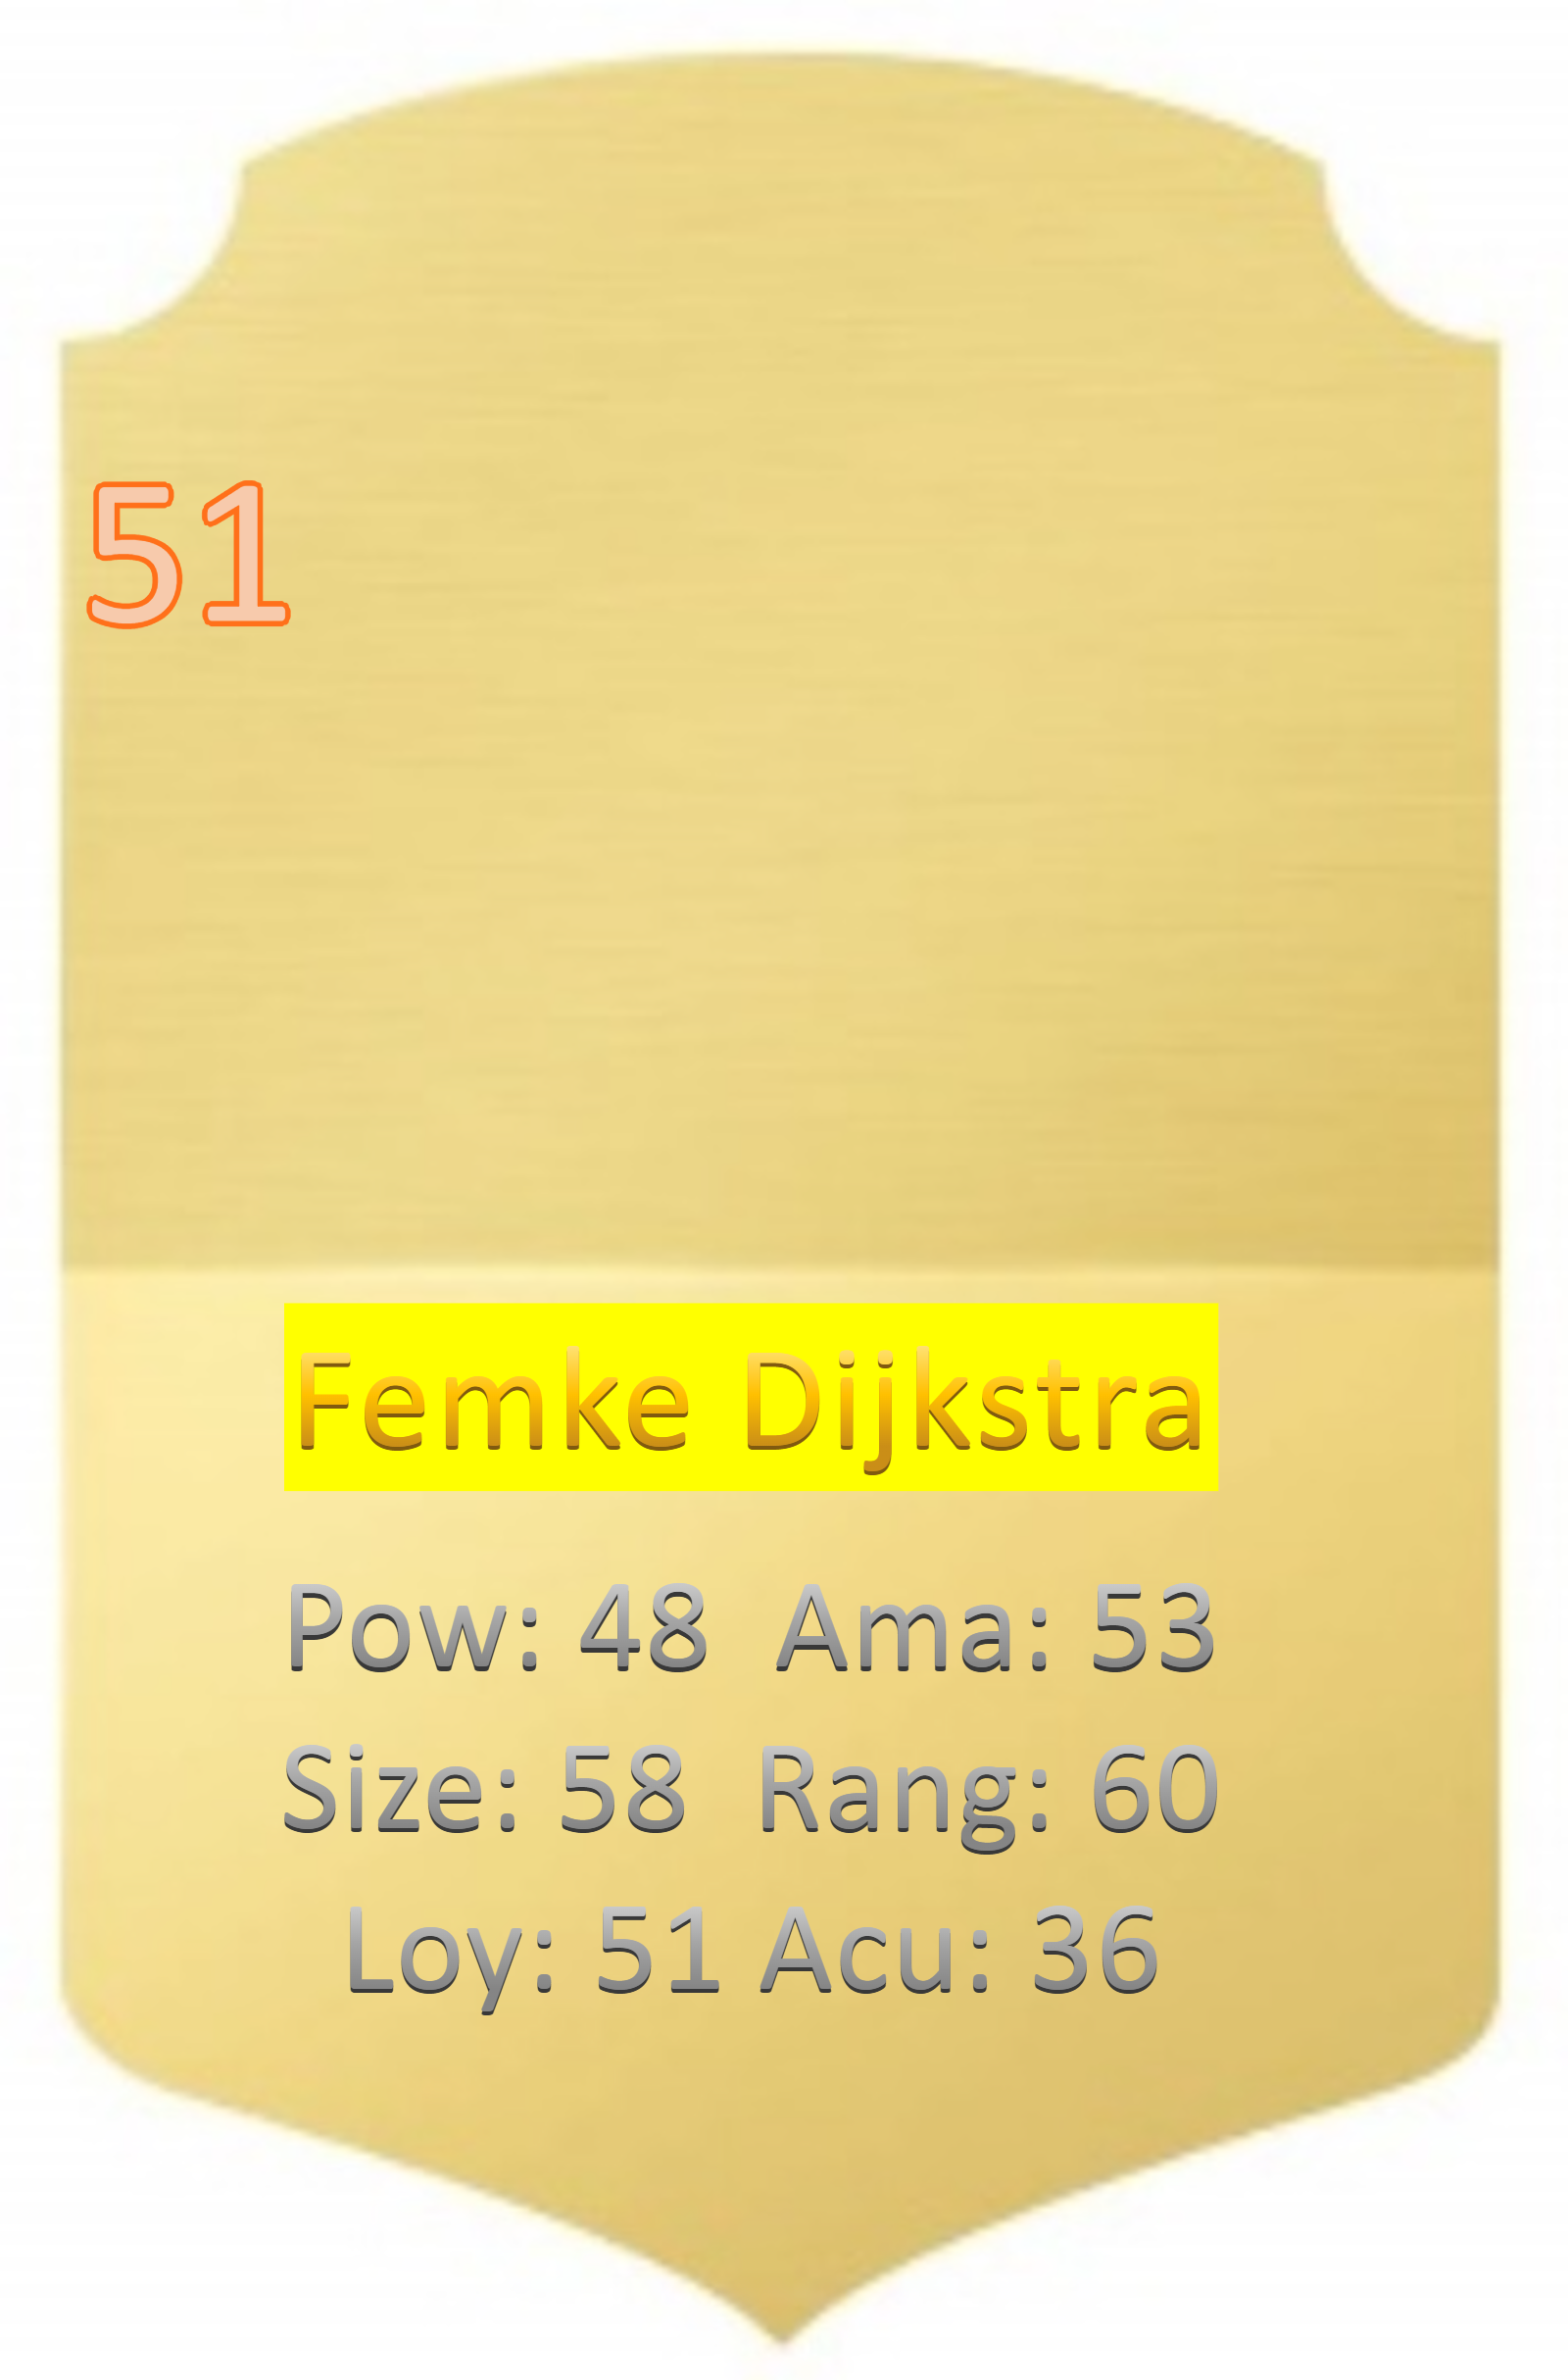 51
Femke Dijkstra
Pow: 48  Ama: 53
Size: 58  Rang: 60
Loy: 51 Acu: 36